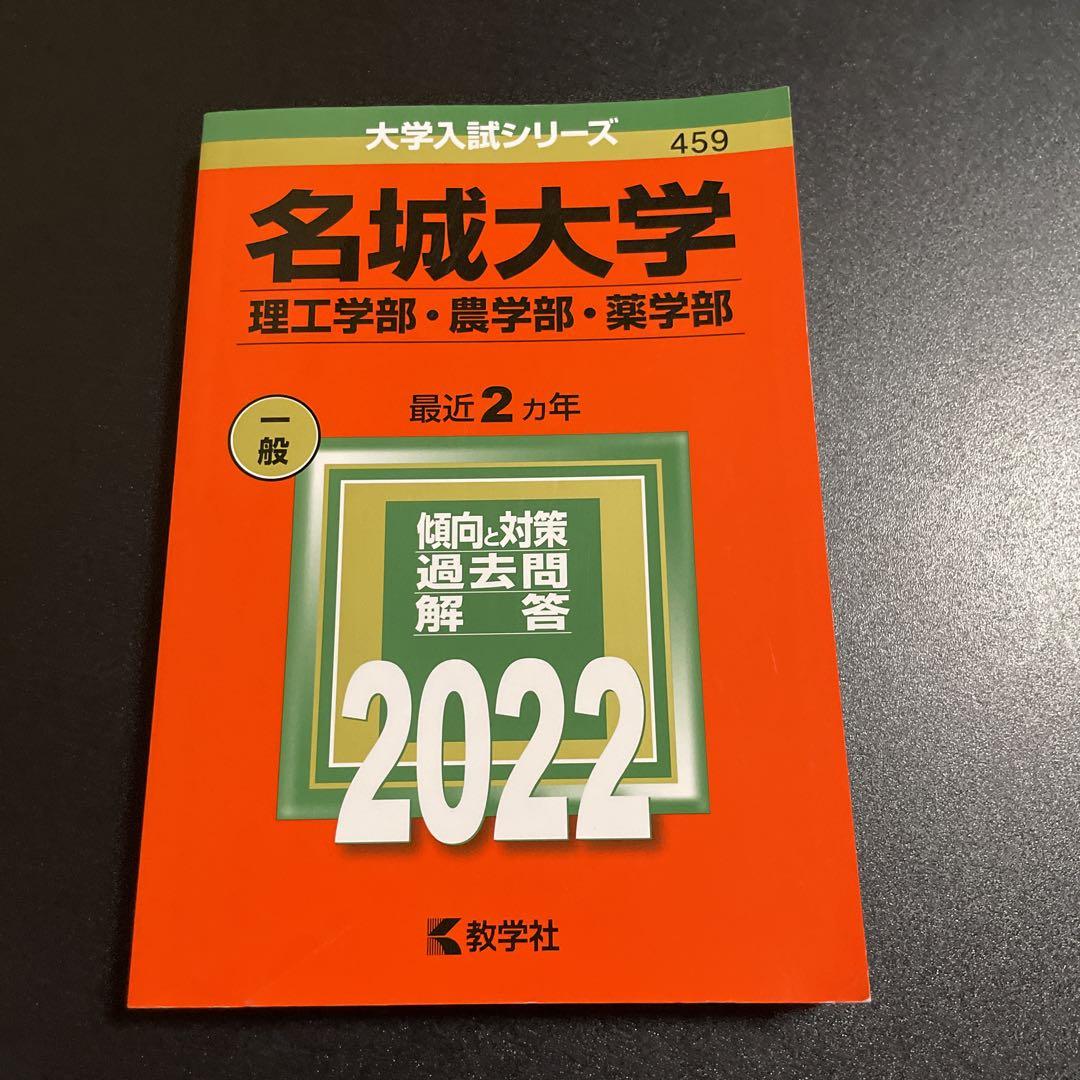 大学入試シリーズ
459
名城大学
理工学部・農学部・薬学部
最近2ヵ年
一般
傾向と対策
過去問
解答
2022
教学社